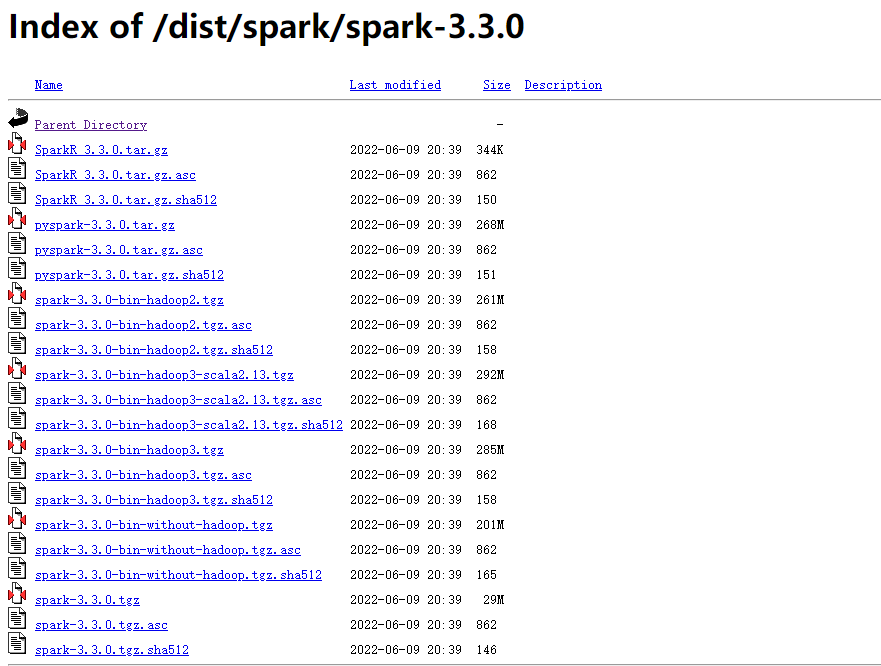 Index of /dist/spark/spark-3.3.0
Name Last modified Size Description
Parent Directory -
SparkR_3.3.0.tar.gz 2022-06-09 20:39 344K
SparkR_3.3.0.tar.gz.asc 2022-06-09 20:39 862
SparkR_3.3.0.tar.gz.sha512 2022-06-09 20:39 150
pyspark-3.3.0.tar.gz 2022-06-09 20:39 268M
pyspark-3.3.0.tar.gz.asc 2022-06-09 20:39 862
pyspark-3.3.0.tar.gz.sha512 2022-06-09 20:39 151
spark-3.3.0-bin-hadoop2.tgz 2022-06-09 20:39 261M
spark-3.3.0-bin-hadoop2.tgz.asc 2022-06-09 20:39 862
spark-3.3.0-bin-hadoop2.tgz.sha512 2022-06-09 20:39 158
spark-3.3.0-bin-hadoop3-scala2.13.tgz 2022-06-09 20:39 292M
spark-3.3.0-bin-hadoop3-scala2.13.tgz.asc 2022-06-09 20:39 862
spark-3.3.0-bin-hadoop3-scala2.13.tgz.sha512 2022-06-09 20:39 168
spark-3.3.0-bin-hadoop3.tgz 2022-06-09 20:39 285M
spark-3.3.0-bin-hadoop3.tgz.asc 2022-06-09 20:39 862
spark-3.3.0-bin-hadoop3.tgz.sha512 2022-06-09 20:39 158
spark-3.3.0-bin-without-hadoop.tgz 2022-06-09 20:39 201M
spark-3.3.0-bin-without-hadoop.tgz.asc 2022-06-09 20:39 862
spark-3.3.0-bin-without-hadoop.tgz.sha512 2022-06-09 20:39 165
spark-3.3.0.tgz 2022-06-09 20:39 29M
spark-3.3.0.tgz.asc 2022-06-09 20:39 862
spark-3.3.0.tgz.sha512 2022-06-09 20:39 146